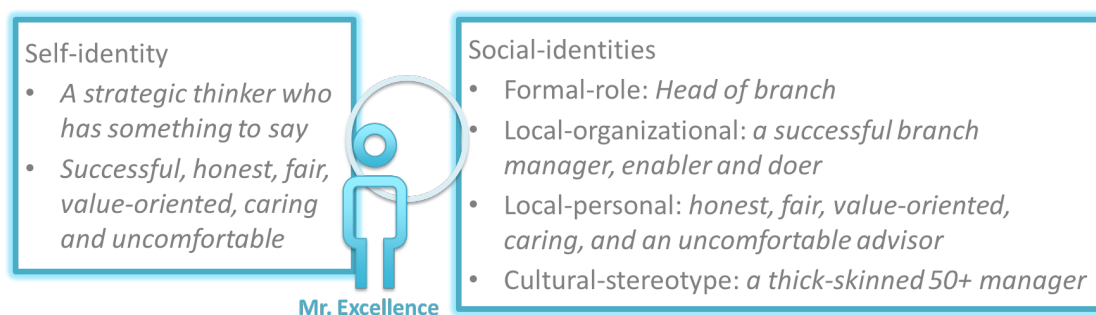 Self-identity
• A strategic thinker who
has something to say
• Successful, honest, fair,
value-oriented, caring
and uncomfortable
Mr. Excellence
Social-identities
• Formal-role: Head of branch
• Local-organizational: a successful branch
manager, enabler and doer
• Local-personal: honest, fair, value-oriented,
caring, and an uncomfortable advisor
• Cultural-stereotype: a thick-skinned 50+ manager